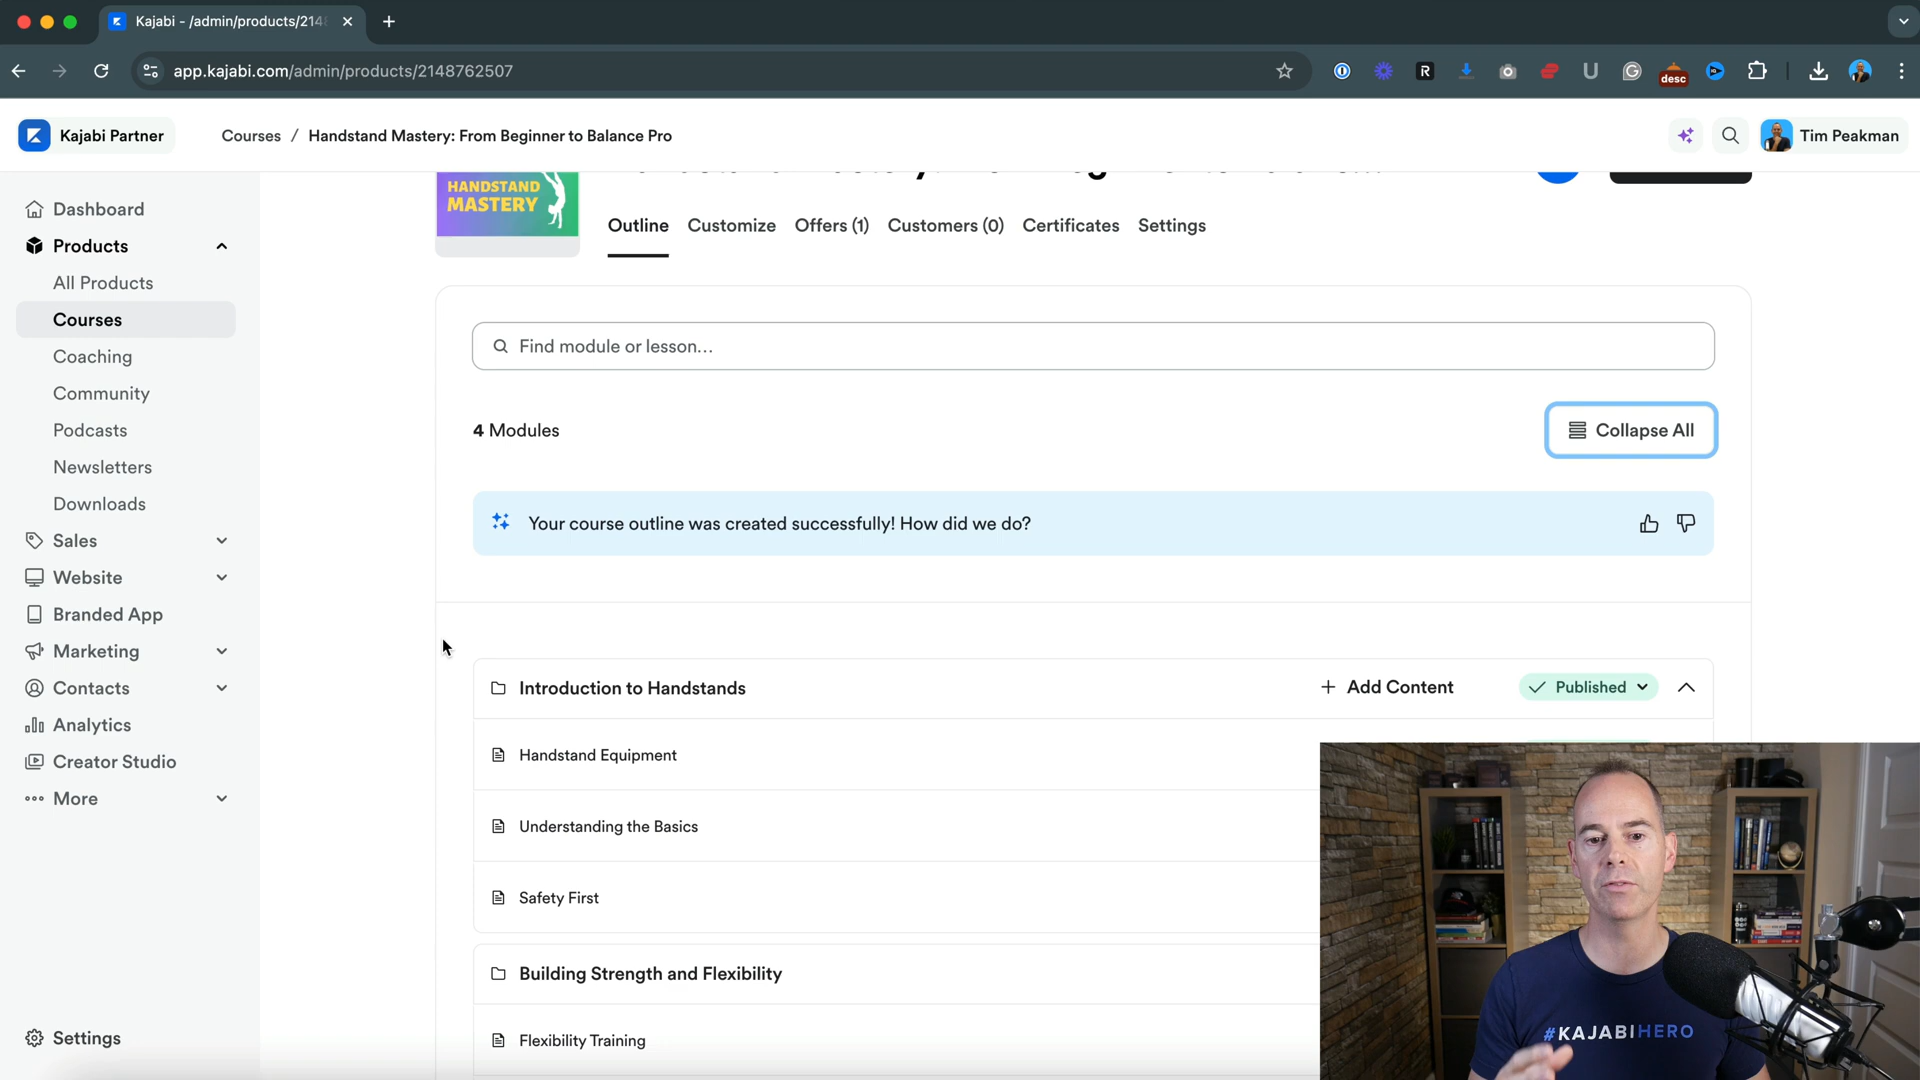 Kajabi - /admin/products/214
app.kajabi.com/admin/products/2148762507
desc
Kajabi Partner
Courses / Handstand Mastery: From Beginner to Balance Pro
Tim Peakman
Dashboard
Products
All Products
Courses
Coaching
Community
Podcasts
Newsletters
Downloads
Sales
Website
Branded App
Marketing
Contacts
Analytics
Creator Studio
More
Settings
HANDSTAND
MASTERY
Outline
Customize
Offers (1)
Customers (0)
Certificates
Settings
Find module or lesson...
4 Modules
Collapse All
Your course outline was created successfully! How did we do?
Introduction to Handstands
Add Content
Published
Handstand Equipment
Understanding the Basics
Safety First
Building Strength and Flexibility
Flexibility Training
#KAJABIHERO